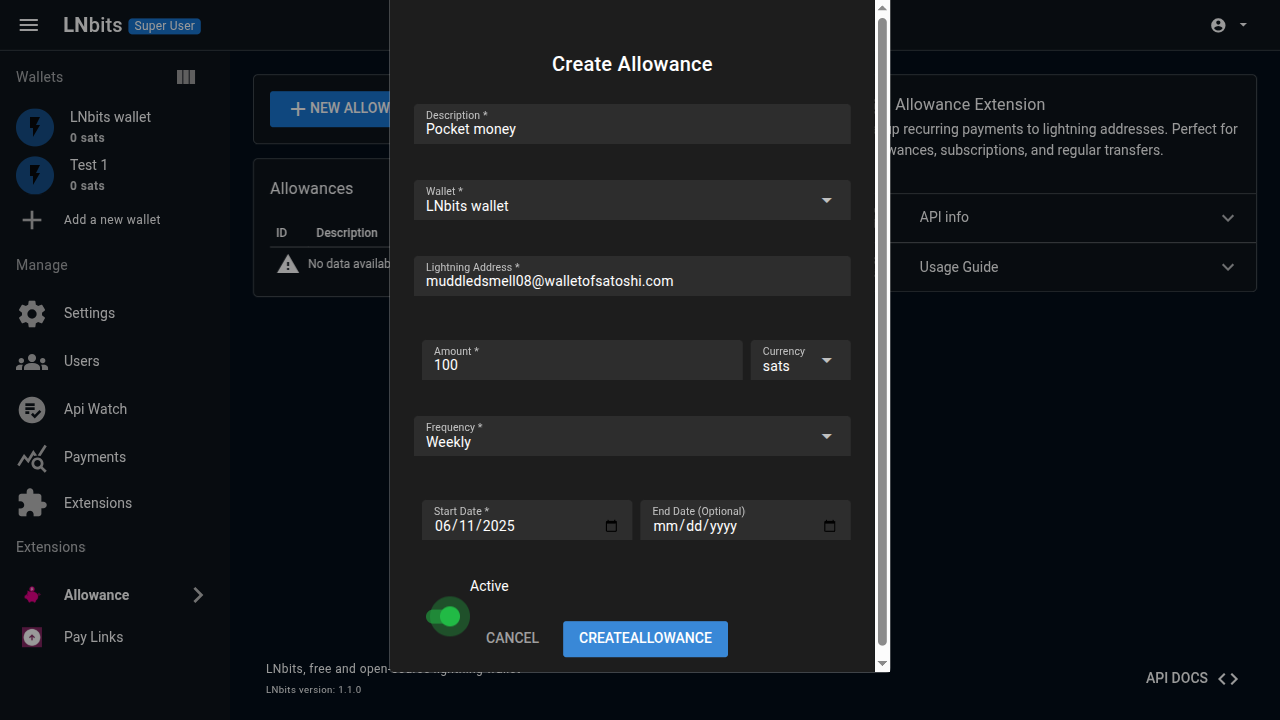 LNbits Super User
Wallets
LNbits wallet
0 sats
Test 1
0 sats
Add a new wallet
Manage
Settings
Users
Api Watch
Payments
Extensions
Extensions
Allowance
Pay Links
NEW ALLOW
Allowances
ID Description
No data availab
Create Allowance
Description *
Pocket money
Wallet *
LNbits wallet
Lightning Address *
muddledsmell08@walletofsatoshi.com
Amount *
100
Currency
sats
Frequency *
Weekly
Start Date *
06/11/2025
End Date (Optional)
mm/dd/yyyy
Active
CANCEL
CREATEALLOWANCE
Allowance Extension
p recurring payments to lightning addresses. Perfect for
wances, subscriptions, and regular transfers.
API info
Usage Guide
LNbits, free and open-source lightning wallet
LNbits version: 1.1.0
API DOCS